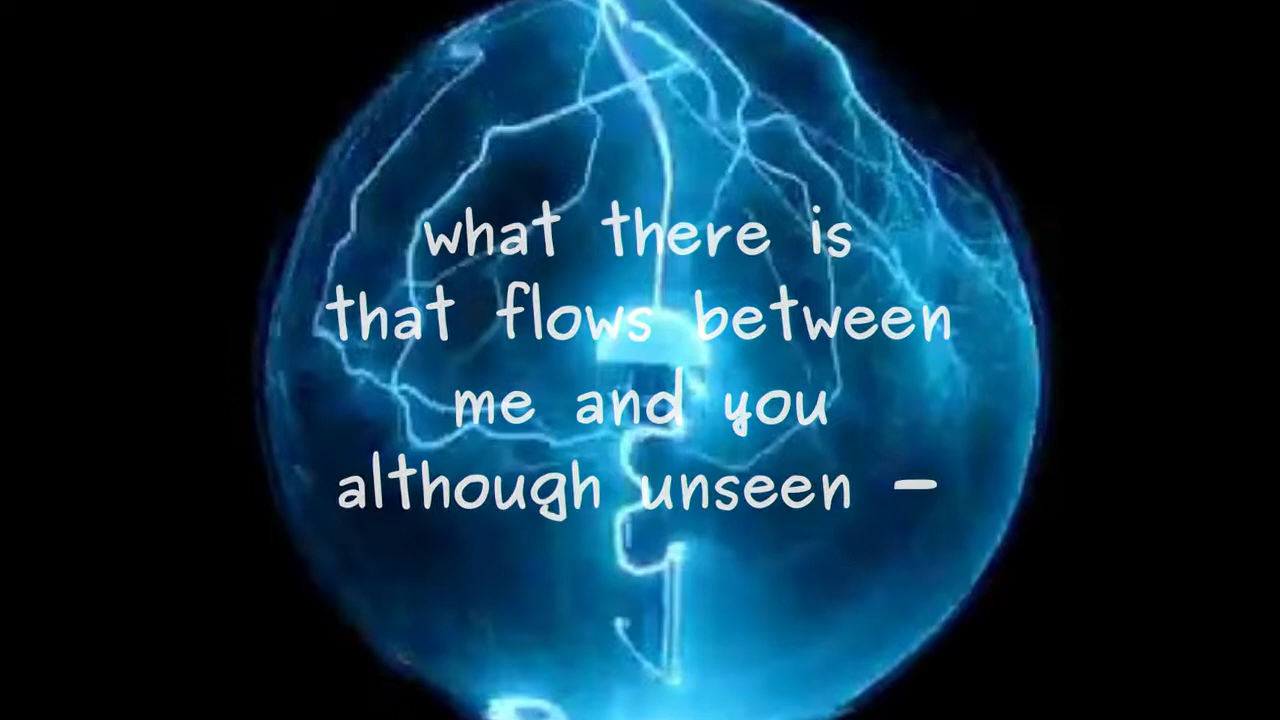 what there is
that flows between
me and you
although unseen —